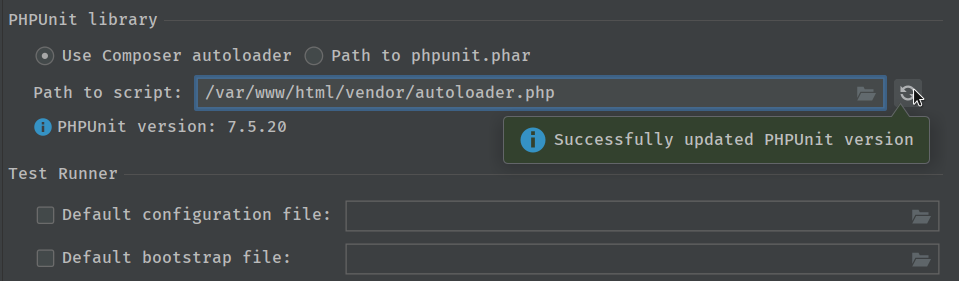 PHPUnit library
Use Composer autoloader Path to phpunit.phar
Path to script: /var/www/html/vendor/autoloader.php
PHPUnit version: 7.5.20
Successfully updated PHPUnit version
Test Runner
Default configuration file:
Default bootstrap file: